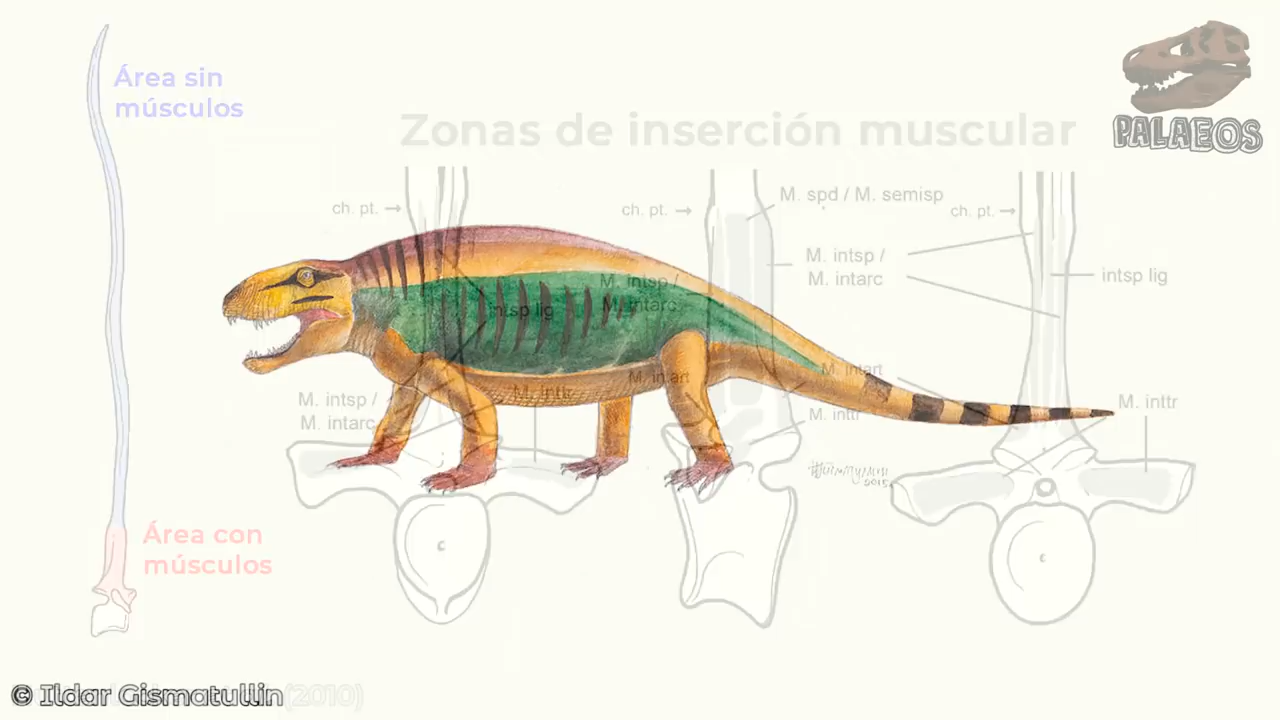 Área sin
músculos
PALAEOS
Zonas de inserción muscular
ch. pt.
ch. pt.
M. spd / M. semisp
ch. pt.
M. intsp /
M. intarc
intsp lig
M. intsp /
M. intarc
intsp lig
M. intart
M. intart
M. inttr
M. intsp /
M. intarc
M. inttr
M. inttr
c
c
2015
Área con
músculos
© Ildar Gismatullin
(2010)